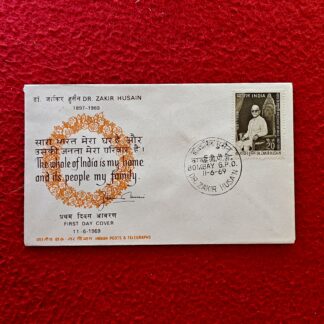 डॉ. ज़ाकिर हुसैन DR. ZAKIR HUSAIN
1897-1969
सारा भारत मेरा घर है और
उसकी जनता मेरा परिवार है।
The whole of India is my home
and its people my family.
प्रथम दिवस आवरण
FIRST DAY COVER
11-6-1969
INDIAN POSTS & TELEGRAPHS
भारत INDIA
20
BOMBAY G.P.O.
11-6-69
DR. ZAKIR HUSAIN